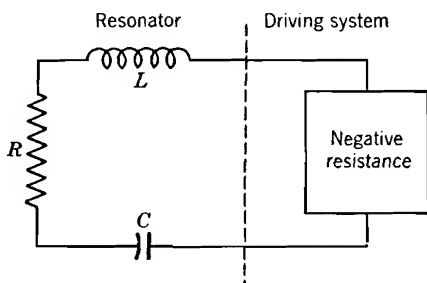 Resonator
Driving system
L
R
Negative
resistance
C